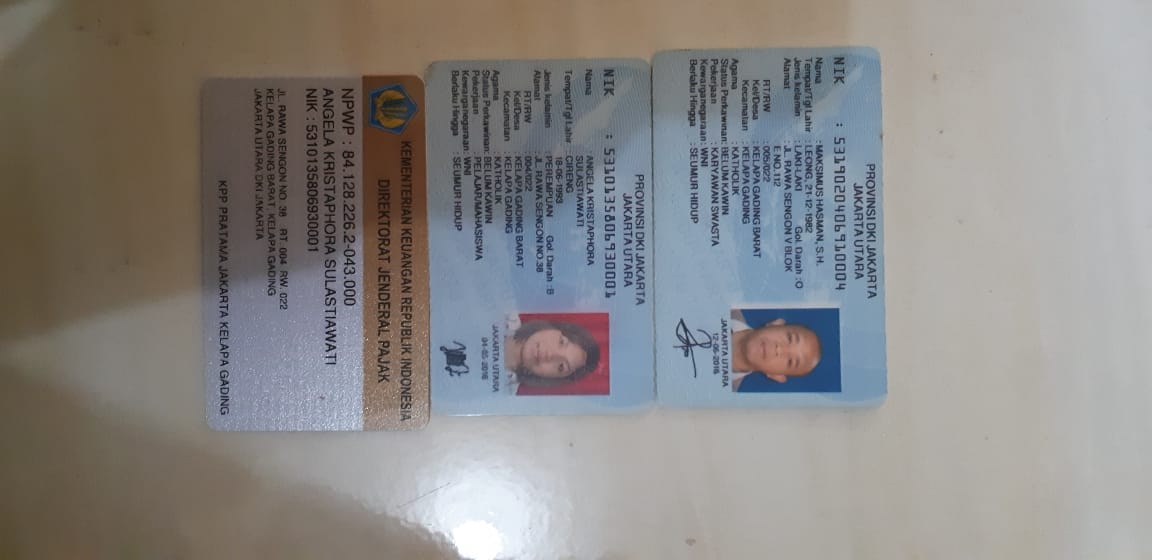 PROVINSI DKI JAKARTA
JAKARTA UTARA
NIK : 5319020406910004
Nama : MAKSIMUS HASMAN, S.H.
Tempat/Tgl Lahir : LEONG, 21-12-1982
Jenis kelamin : LAKI-LAKI Gol. Darah :O
Alamat : JL. RAWA SENGON V BLOK
E NO.112
RT/RW : 005/022
Kel/Desa : KELAPA GADING BARAT
Kecamatan : KELAPA GADING
Agama : KATHOLIK
Status Perkawinan: BELUM KAWIN
Pekerjaan : KARYAWAN SWASTA
Kewarganegaraan: WNI
Berlaku Hingga : SEUMUR HIDUP
JAKARTA UTARA
12-06-2016
PROVINSI DKI JAKARTA
JAKARTA UTARA
NIK : 5310135806930001
Nama : ANGELA KRISTAPHORA
SULASTIAWATI
Tempat/Tgl Lahir : CIRENG
18-06-1993
Jenis kelamin : PEREMPUAN Gol. Darah :B
Alamat : JL. RAWA SENGON NO.38
RT/RW : 004/022
Kel/Desa : KELAPA GADING BARAT
Kecamatan : KELAPA GADING
Agama : KATHOLIK
Status Perkawinan: BELUM KAWIN
Pekerjaan : PELAJAR/MAHASISWA
Kewarganegaraan: WNI
Berlaku Hingga : SEUMUR HIDUP
JAKARTA UTARA
04-05-2016
KEMENTERIAN KEUANGAN REPUBLIK INDONESIA
DIREKTORAT JENDERAL PAJAK
NPWP : 84.128.226.2-043.000
ANGELA KRISTAPHORA SULASTIAWATI
NIK : 5310135806930001
JL. RAWA SENGON NO. 38 RT. 004 RW. 022
KELAPA GADING BARAT KELAPA GADING
JAKARTA UTARA DKI JAKARTA
KPP PRATAMA JAKARTA KELAPA GADING